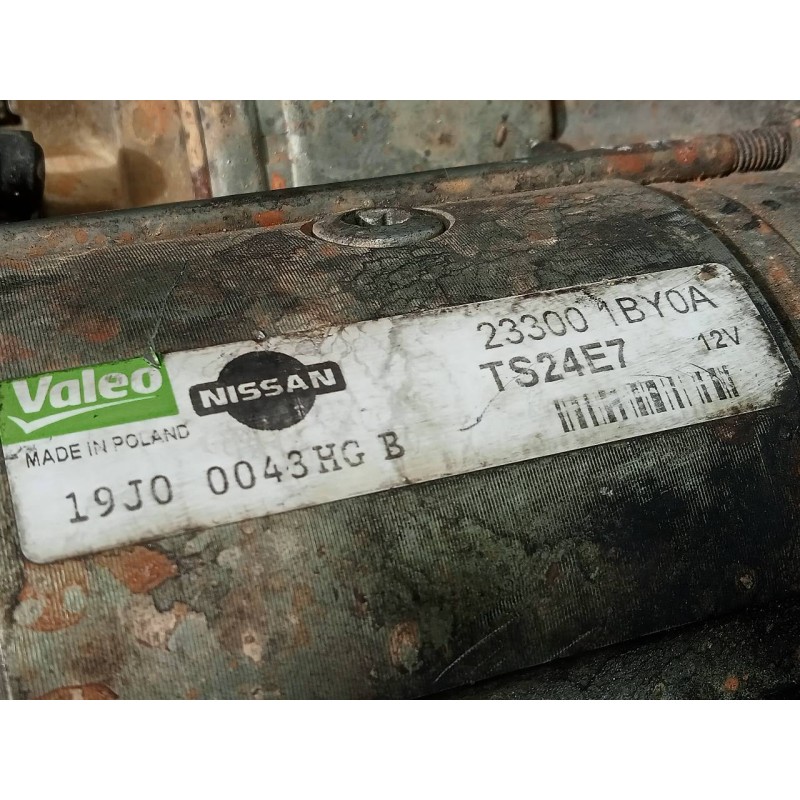 Valeo
NISSAN
23300 1BY0A
TS24E7 12V
MADE IN POLAND
19J0 0043HG B